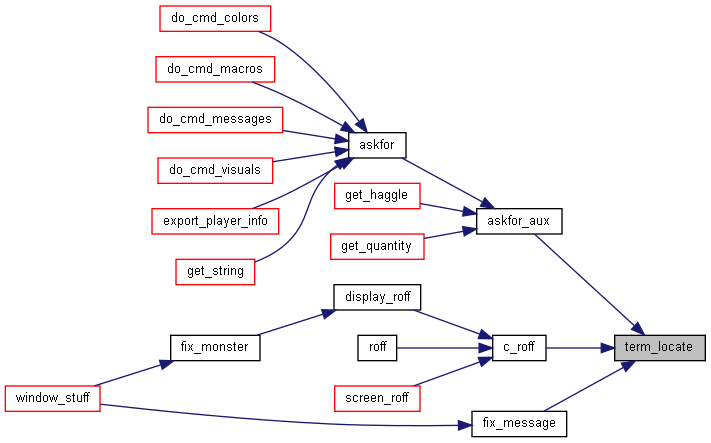 do_cmd_colors
do_cmd_macros
do_cmd_messages
askfor
do_cmd_visuals
get_haggle
export_player_info
askfor_aux
get_quantity
get_string
display_roff
fix_monster
roff
c_roff
term_locate
window_stuff
screen_roff
fix_message